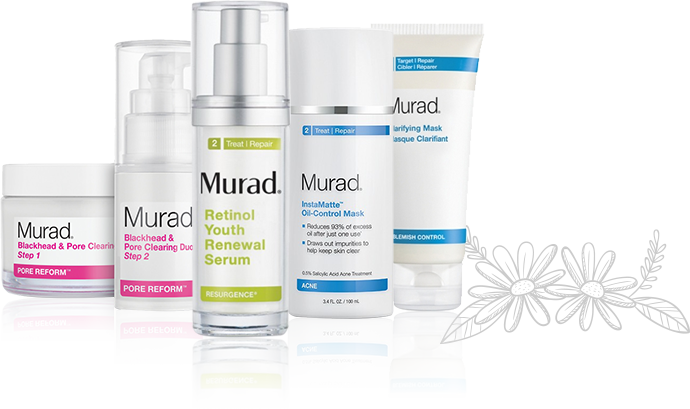 Murad.
Blackhead & Pore Clearing
Step 1
PORE REFORM™
Murad
Blackhead &
Pore Clearing Duo
Step 2
PORE REFORM™
2 Treat | Repair
Murad.
Retinol
Youth
Renewal
Serum
RESURGENCE®
2 Treat | Repair
Murad.
InstaMatte™
Oil-Control Mask
Reduces 93% of excess
oil after just one use
Draws out impurities to
help keep skin clear
0.5% Salicylic Acid Acne Treatment
ACNE
3.4 FL. OZ. / 100 mL
Target | Repair
Cibler | Réparer
Murad.
larifying Mask
asque Clarifiant
BLEMISH CONTROL